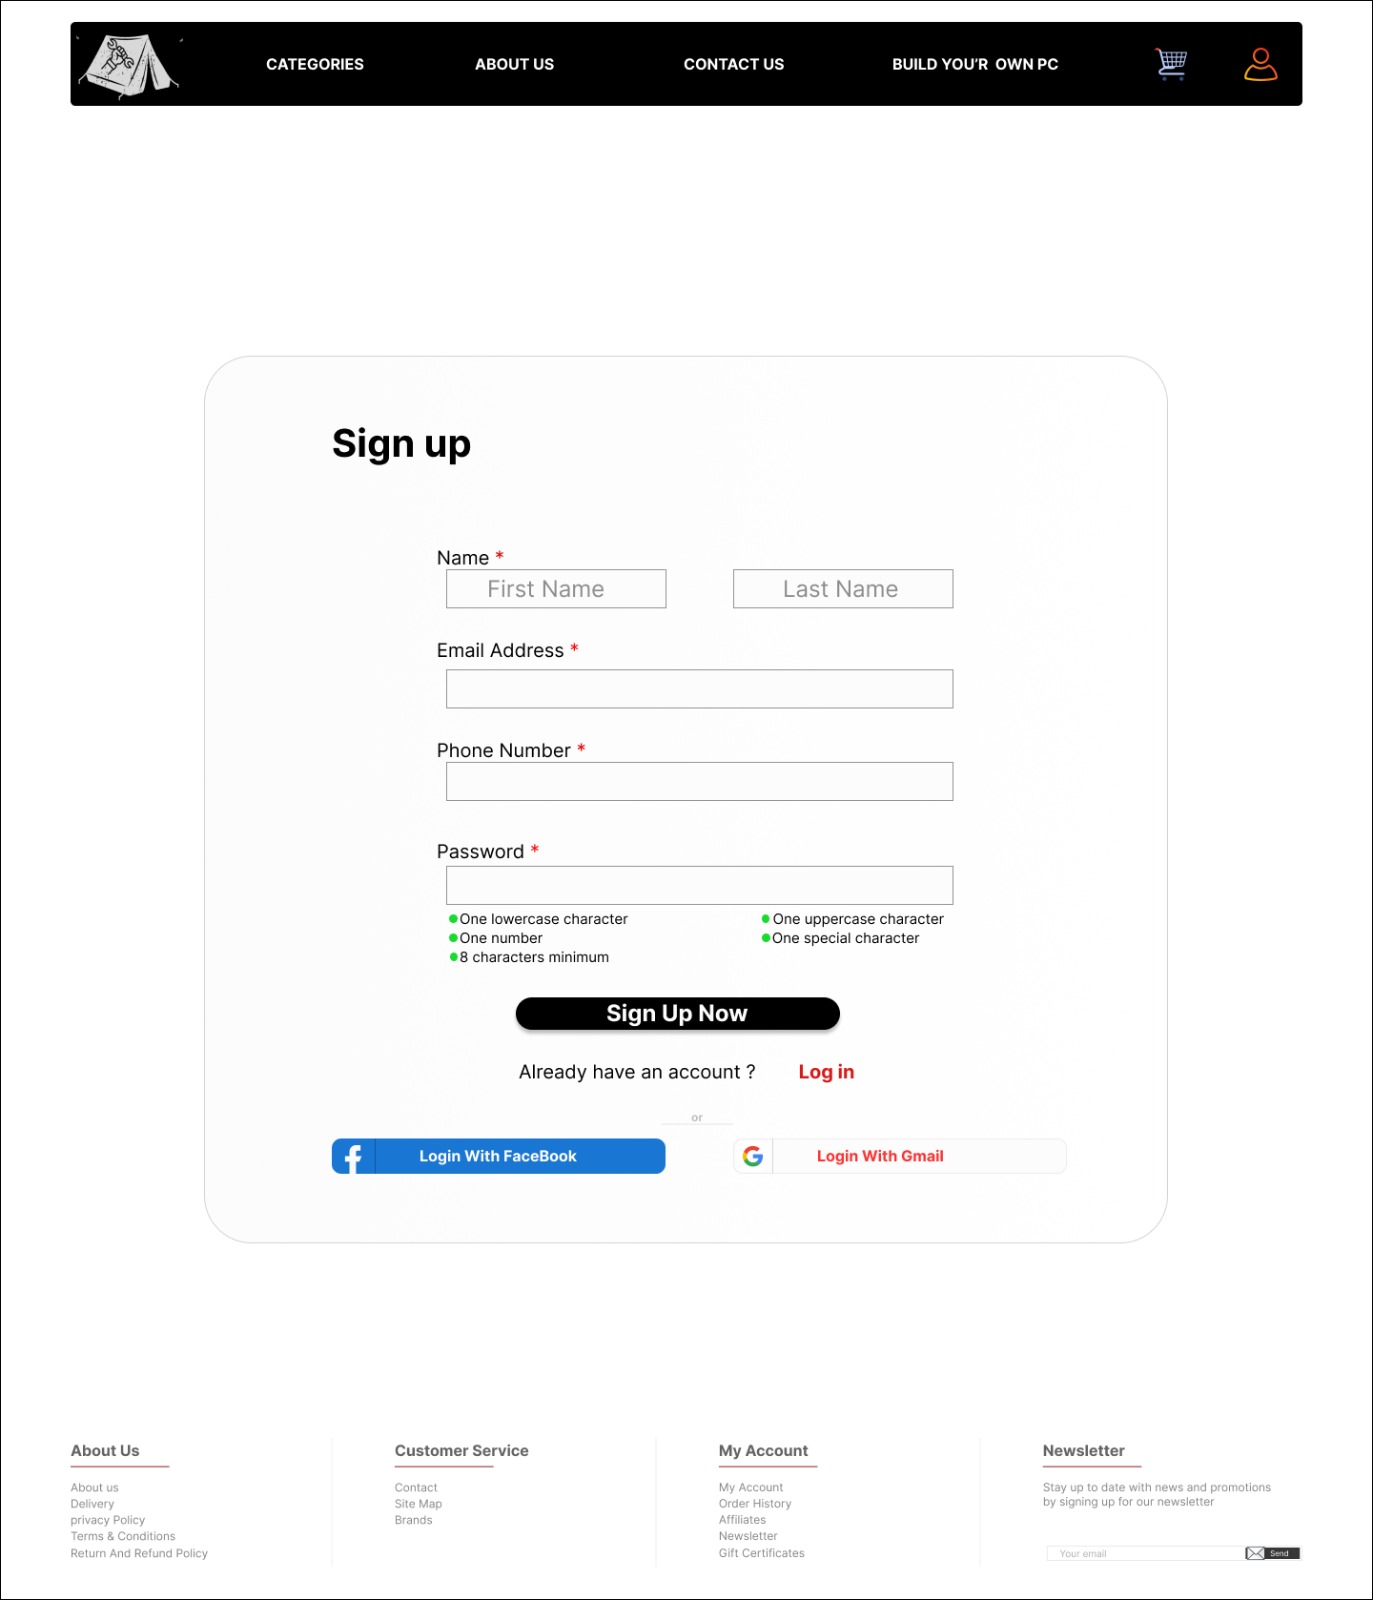 CATEGORIES ABOUT US CONTACT US BUILD YOU'R OWN PC
Sign up
Name *
First Name Last Name
Email Address *
Phone Number *
Password *
One lowercase character One uppercase character
One number One special character
8 characters minimum
Sign Up Now
Already have an account ? Log in
or
Login With FaceBook Login With Gmail
About Us
About us
Delivery
privacy Policy
Terms & Conditions
Return And Refund Policy
Customer Service
Contact
Site Map
Brands
My Account
My Account
Order History
Affiliates
Newsletter
Gift Certificates
Newsletter
Stay up to date with news and promotions
by signing up for our newsletter
Your email Send